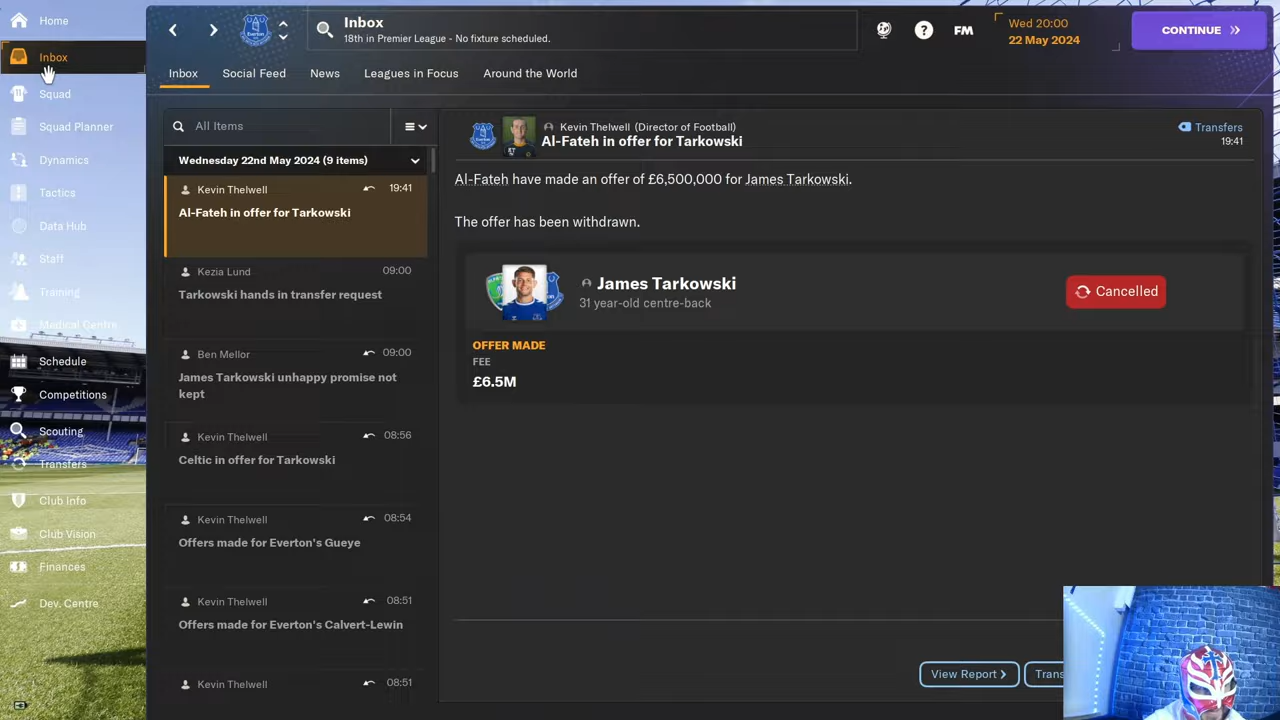 Home
Inbox
Squad
Squad Planner
Dynamics
Tactics
Data Hub
Staff
Training
Medical Centre
Schedule
Competitions
Scouting
Transfers
Club Info
Club Vision
Finances
Dev. Centre
Inbox
18th in Premier League - No fixture scheduled.
?
FM
Wed 20:00
22 May 2024
CONTINUE
Inbox
Social Feed
News
Leagues in Focus
Around the World
All Items
Wednesday 22nd May 2024 (9 items)
Kevin Thelwell 19:41
Al-Fateh in offer for Tarkowski
Kezia Lund 09:00
Tarkowski hands in transfer request
Ben Mellor 09:00
James Tarkowski unhappy promise not
kept
Kevin Thelwell 08:56
Celtic in offer for Tarkowski
Kevin Thelwell 08:54
Offers made for Everton's Gueye
Kevin Thelwell 08:51
Offers made for Everton's Calvert-Lewin
Kevin Thelwell 08:51
Kevin Thelwell (Director of Football)
Al-Fateh in offer for Tarkowski
Transfers
19:41
Al-Fateh have made an offer of £6,500,000 for James Tarkowski.
The offer has been withdrawn.
James Tarkowski
31 year-old centre-back
Cancelled
OFFER MADE
FEE
£6.5M
View Report
Trans